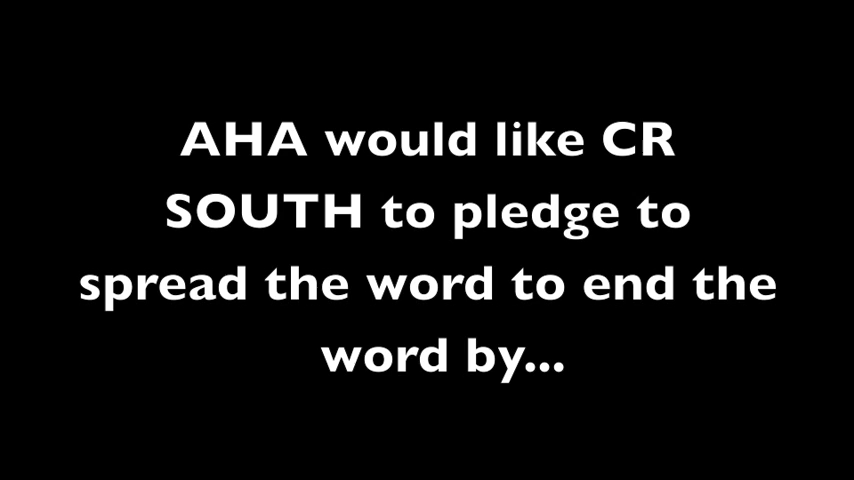 AHA would like CR
SOUTH to pledge to
spread the word to end the
word by...